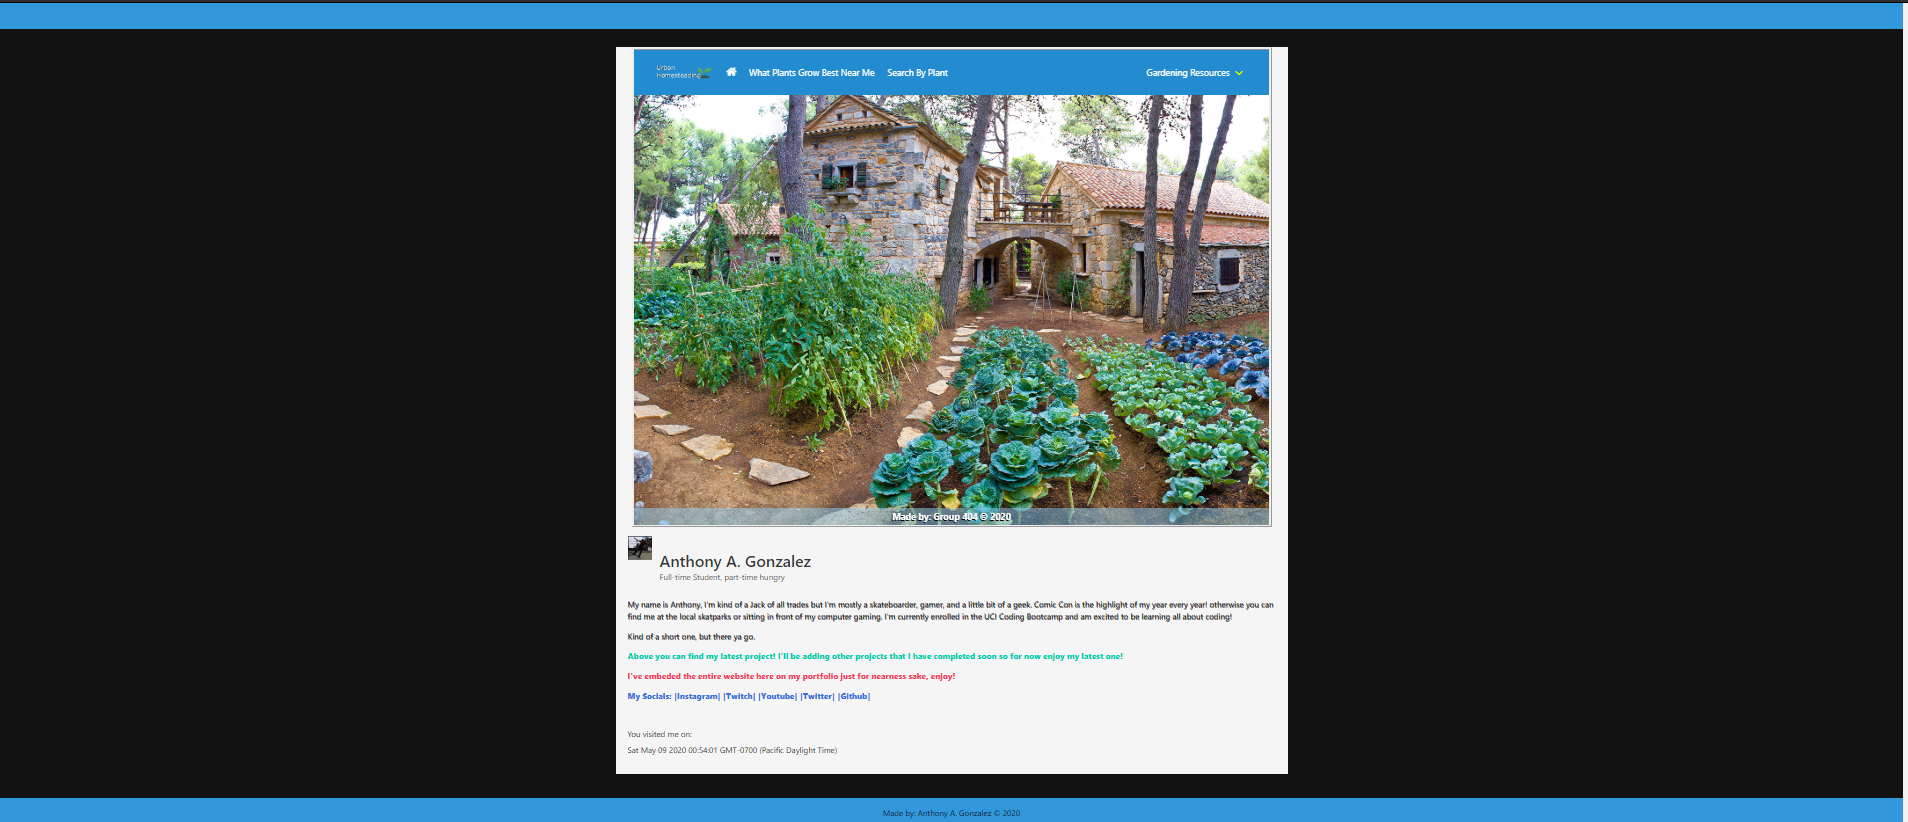 Urban
Homesteading
What Plants Grow Best Near Me Search By Plant Gardening Resources
Made by: Group 404 © 2020
Anthony A. Gonzalez
Full-time Student, part-time hungry
My name is Anthony, I'm kind of a Jack of all trades but I'm mostly a skateboarder, gamer, and a little bit of a geek. Comic Con is the highlight of my year every year! otherwise you can
find me at the local skatparks or sitting in front of my computer gaming. I'm currently enrolled in the UCI Coding Bootcamp and am excited to be learning all about coding!
Kind of a short one, but there ya go.
Above you can find my latest project! I'll be adding other projects that I have completed soon so for now enjoy my latest one!
I've embeded the entire website here on my portfolio just for nearness sake, enjoy!
My Socials: |Instagram| |Twitch| |Youtube| |Twitter| |Github|
You visited me on:
Sat May 09 2020 00:54:01 GMT-0700 (Pacific Daylight Time)
Made by: Anthony A. Gonzalez © 2020